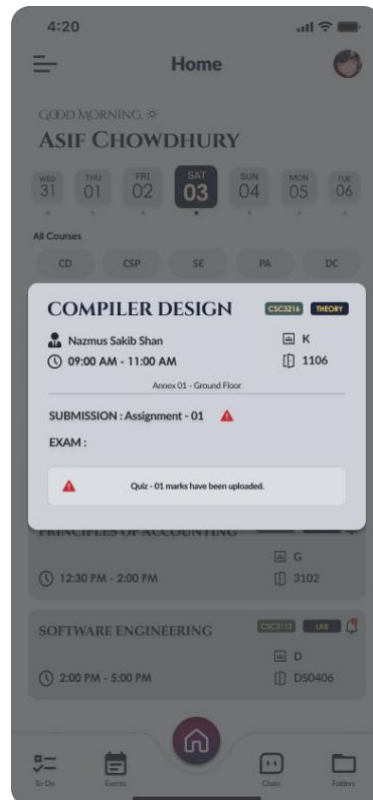 4:20
Home
GOOD MORNING,
ASIF CHOWDHURY
WED THU FRI SAT SUN MON TUE
31 01 02 03 04 05 06
All Courses
CD CSP SE PA DC
COMPILER DESIGN CSC3216 THEORY
Nazmus Sakib Shan K
09:00 AM - 11:00 AM 1106
Annex 01 - Ground Floor
SUBMISSION : Assignment - 01
EXAM :
Quiz - 01 marks have been uploaded.
PRINCIPLES OF ACCOUNTING
G
12:30 PM - 2:00 PM 3102
SOFTWARE ENGINEERING CSC3112 LAB
D
2:00 PM - 5:00 PM DS0406
To Do Events Chats Folders